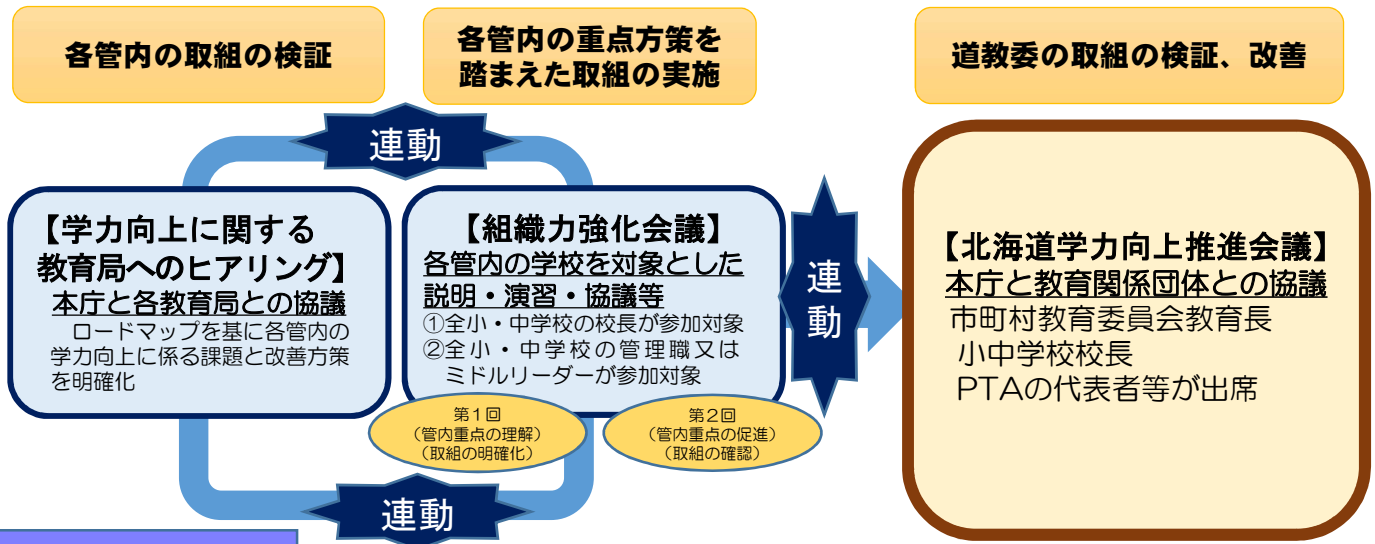 各管内の取組の検証
各管内の重点方策を
踏まえた取組の実施
道教委の取組の検証、改善
連動
【学力向上に関する
教育局へのヒアリング】
本庁と各教育局との協議
ロードマップを基に各管内の
学力向上に係る課題と改善方策
を明確化
【組織力強化会議】
各管内の学校を対象とした
説明・演習・協議等
①全小・中学校の校長が参加対象
②全小・中学校の管理職又は
ミドルリーダーが参加対象
第1回
（管内重点の理解）
（取組の明確化）
第2回
（管内重点の促進）
（取組の確認）
連動
連動
【北海道学力向上推進会議】
本庁と教育関係団体との協議
市町村教育委員会教育長
小中学校校長
PTAの代表者等が出席